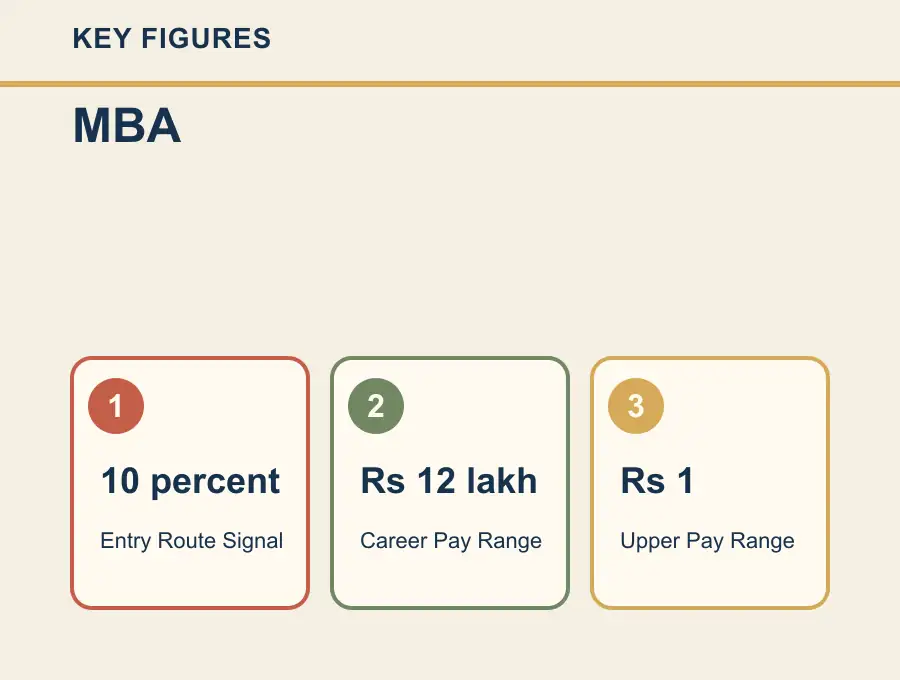 KEY FIGURES
MBA
1
10 percent
Entry Route Signal
2
Rs 12 lakh
Career Pay Range
3
Rs 1
Upper Pay Range